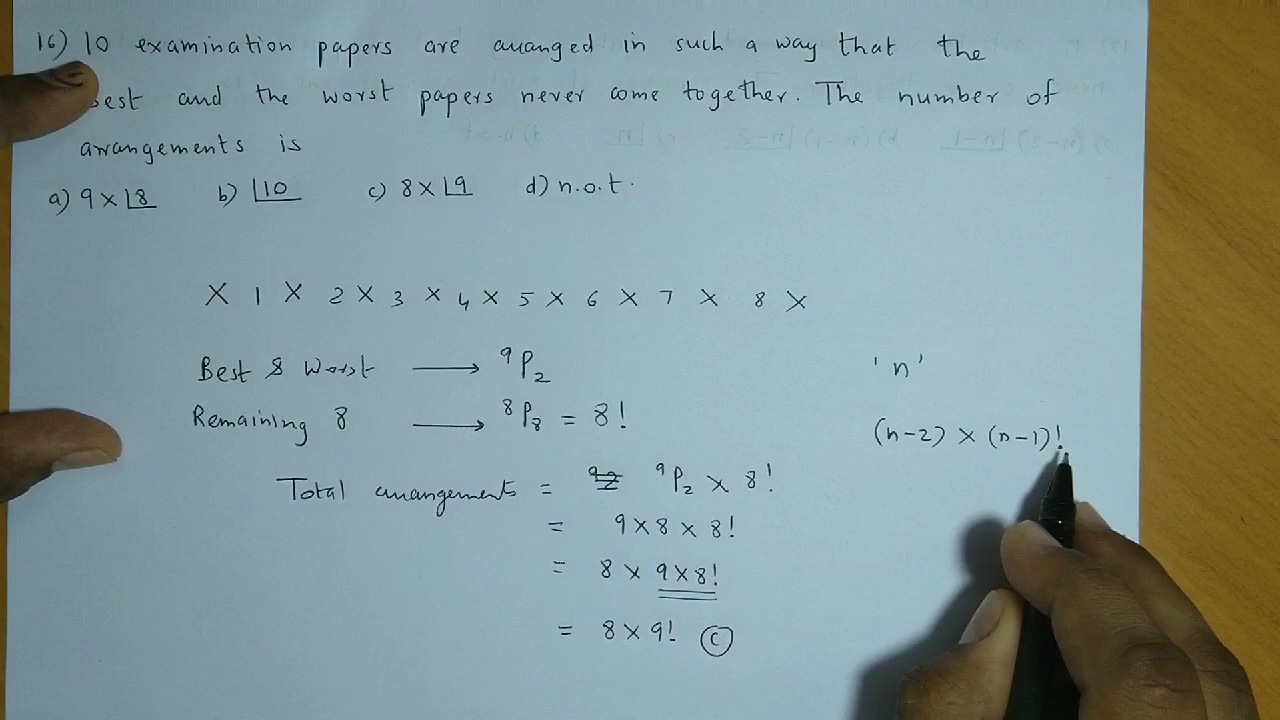 16) 10 examination papers are arranged in such a way that the
best and the worst papers never come together. The number of
arrangements is
a) 9 × ⌊8 b) ⌊10 c) 8 × ⌊9 d) n.o.t.
× 1 × 2 × 3 × 4 × 5 × 6 × 7 × 8 ×
Best & Worst ⟶ ⁹P₂
Remaining 8 ⟶ ⁸P₈ = 8!
Total arrangements = ⁹P₂ × 8!
= 9 × 8 × 8!
= 8 × 9 × 8!
= 8 × 9! (C)
'n'
(n-2) × (n-1)!